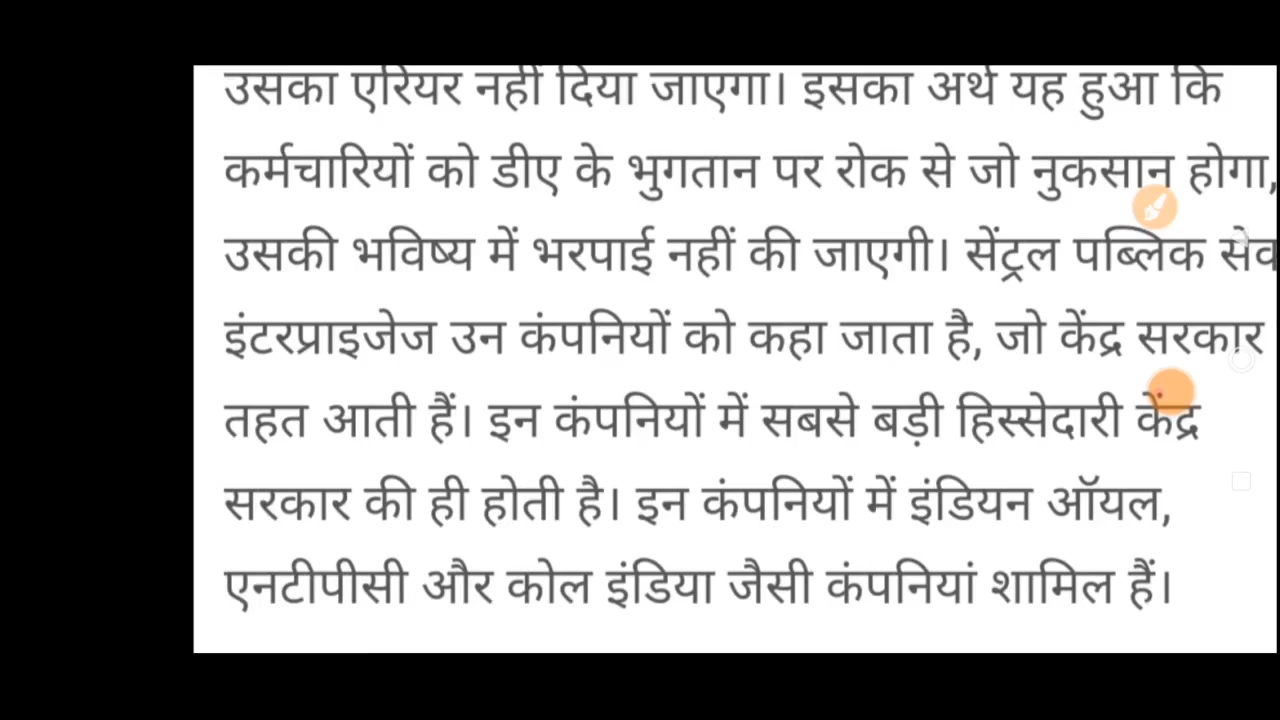 उसका एरियर नहीं दिया जाएगा। इसका अर्थ यह हुआ कि
कर्मचारियों को डीए के भुगतान पर रोक से जो नुकसान होगा,
उसकी भविष्य में भरपाई नहीं की जाएगी। सेंट्रल पब्लिक
इंटरप्राइजेज उन कंपनियों को कहा जाता है, जो केंद्र सरकार
तहत आती हैं। इन कंपनियों में सबसे बड़ी हिस्सेदारी केंद्र
सरकार की ही होती है। इन कंपनियों में इंडियन ऑयल,
एनटीपीसी और कोल इंडिया जैसी कंपनियां शामिल हैं।